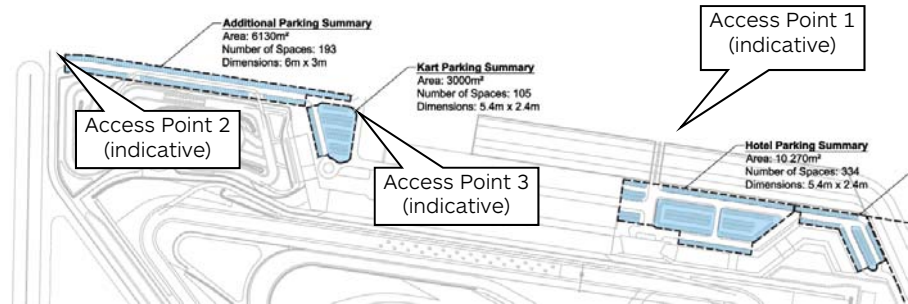 Additional Parking Summary
Area: 6130m²
Number of Spaces: 193
Dimensions: 6m x 3m
Access Point 1
(indicative)
Kart Parking Summary
Area: 3000m²
Number of Spaces: 105
Dimensions: 5.4m x 2.4m
Access Point 2
(indicative)
Access Point 3
(indicative)
Hotel Parking Summary
Area: 10.270m²
Number of Spaces: 334
Dimensions: 5.4m x 2.4m